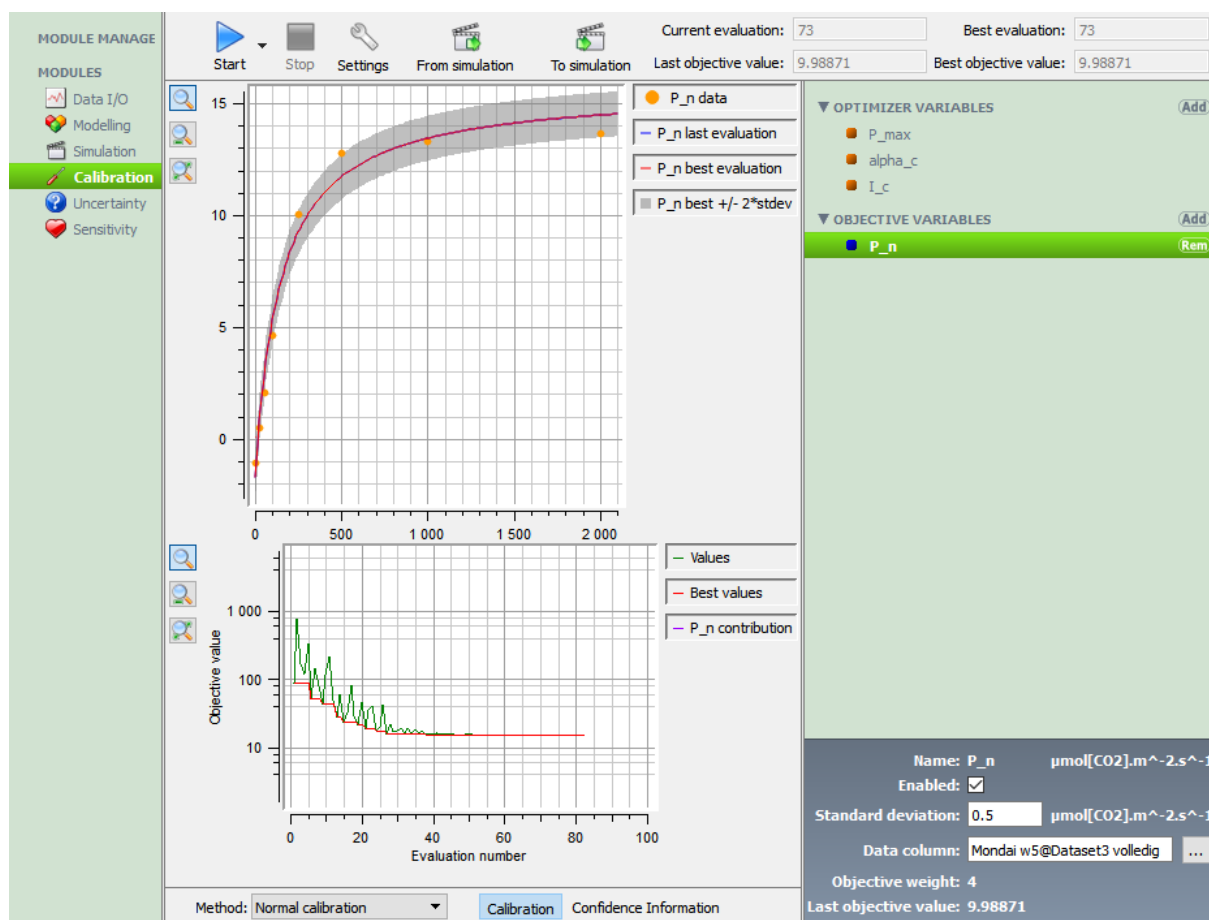 MODULE MANAGE
MODULES
Data I/O
Modelling
Simulation
Calibration
Uncertainty
Sensitivity
Start
Stop
Settings
From simulation
To simulation
Current evaluation: 73
Best evaluation: 73
Last objective value: 9.98871
Best objective value: 9.98871
15
10
5
0
0 500 1 000 1 500 2 000
P_n data
P_n last evaluation
P_n best evaluation
P_n best +/- 2*stdev
Objective value
1 000
100
10
0 20 40 60 80 100
Evaluation number
Values
Best values
P_n contribution
Method: Normal calibration
Calibration
Confidence Information
OPTIMIZER VARIABLES Add
P_max
alpha_c
I_c
OBJECTIVE VARIABLES Add
P_n Rem
Name: P_n µmol[CO2].m^-2.s^-1
Enabled:
Standard deviation: 0.5 µmol[CO2].m^-2.s^-1
Data column: Mondai w5@Dataset3 volledig ...
Objective weight: 4
Last objective value: 9.98871